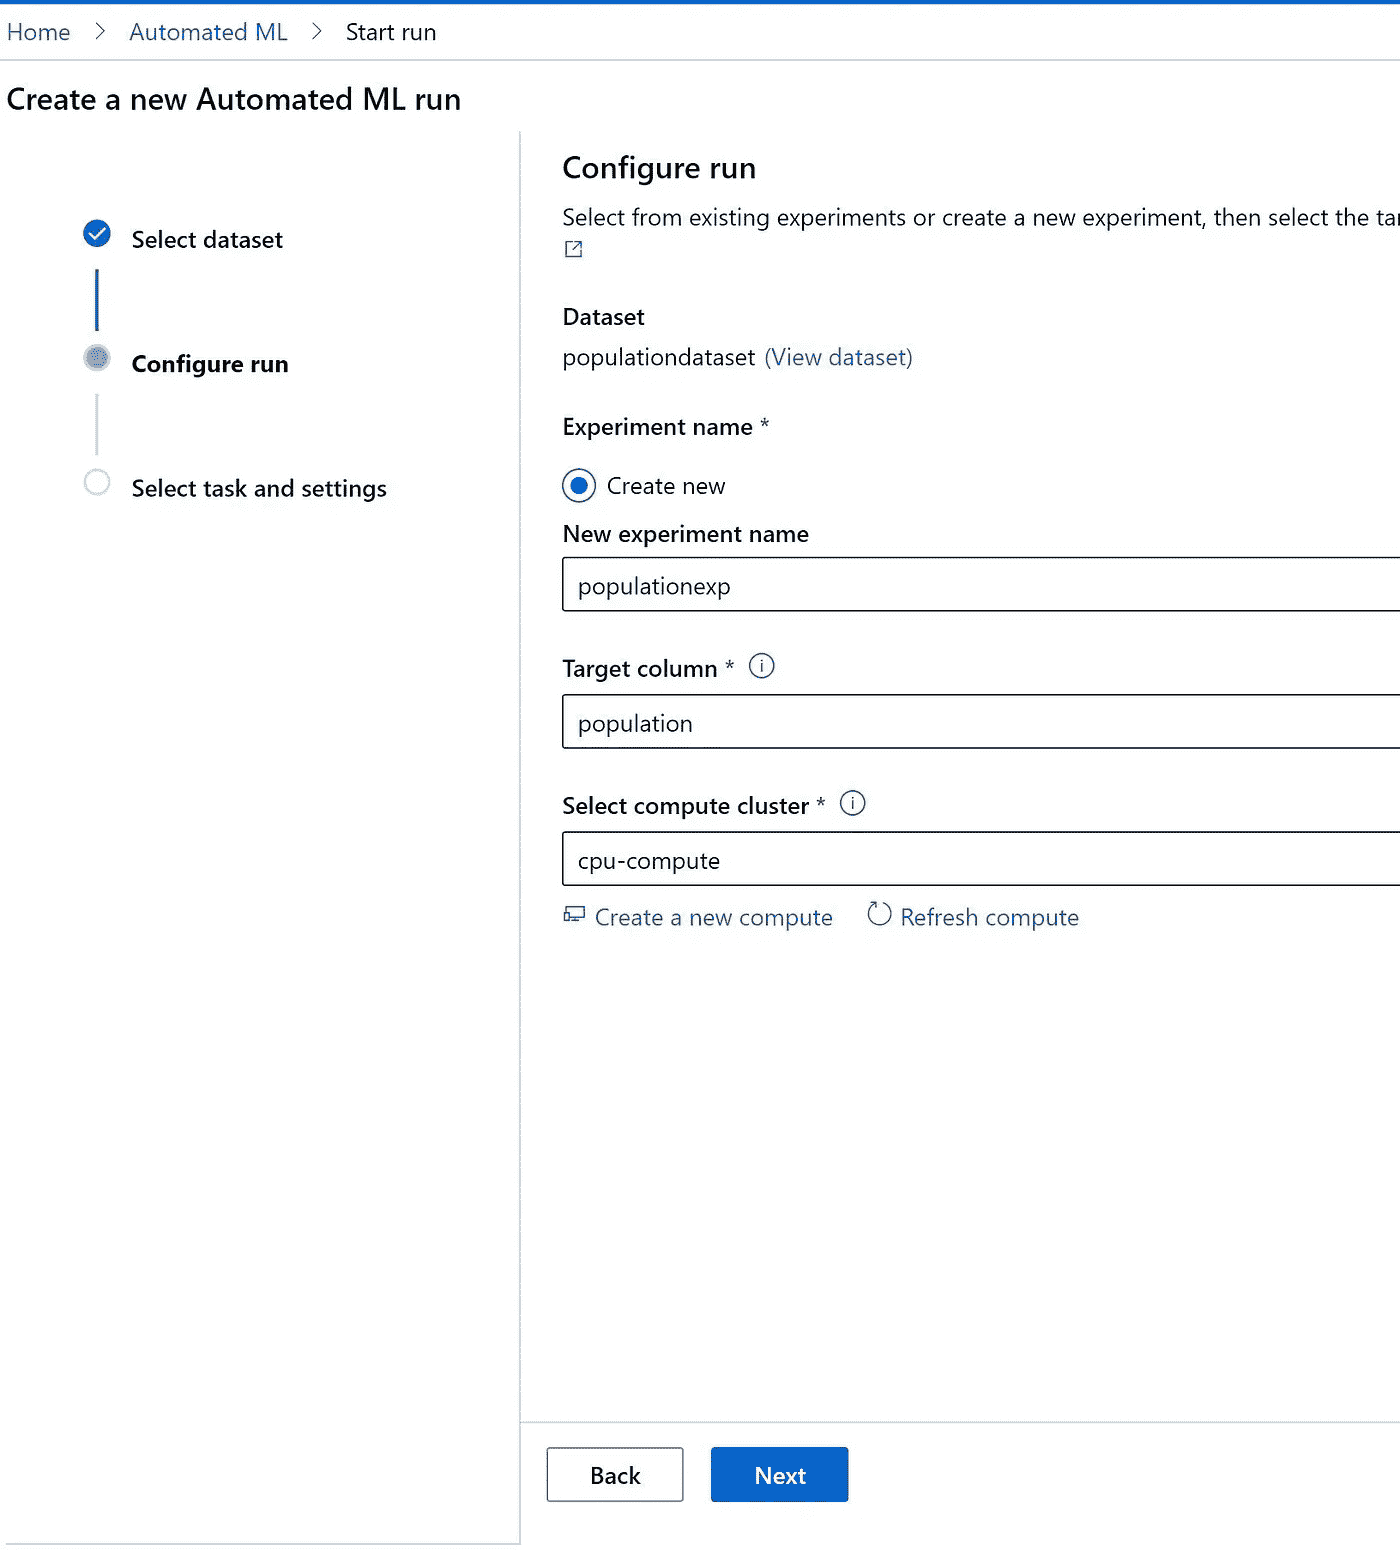 Home > Automated ML > Start run
Create a new Automated ML run
Select dataset
Configure run
Select task and settings
Configure run
Select from existing experiments or create a new experiment, then select the
Dataset
populationdataset (View dataset)
Experiment name *
Create new
New experiment name
populationexp
Target column *
population
Select compute cluster *
cpu-compute
Create a new compute Refresh compute
Back Next